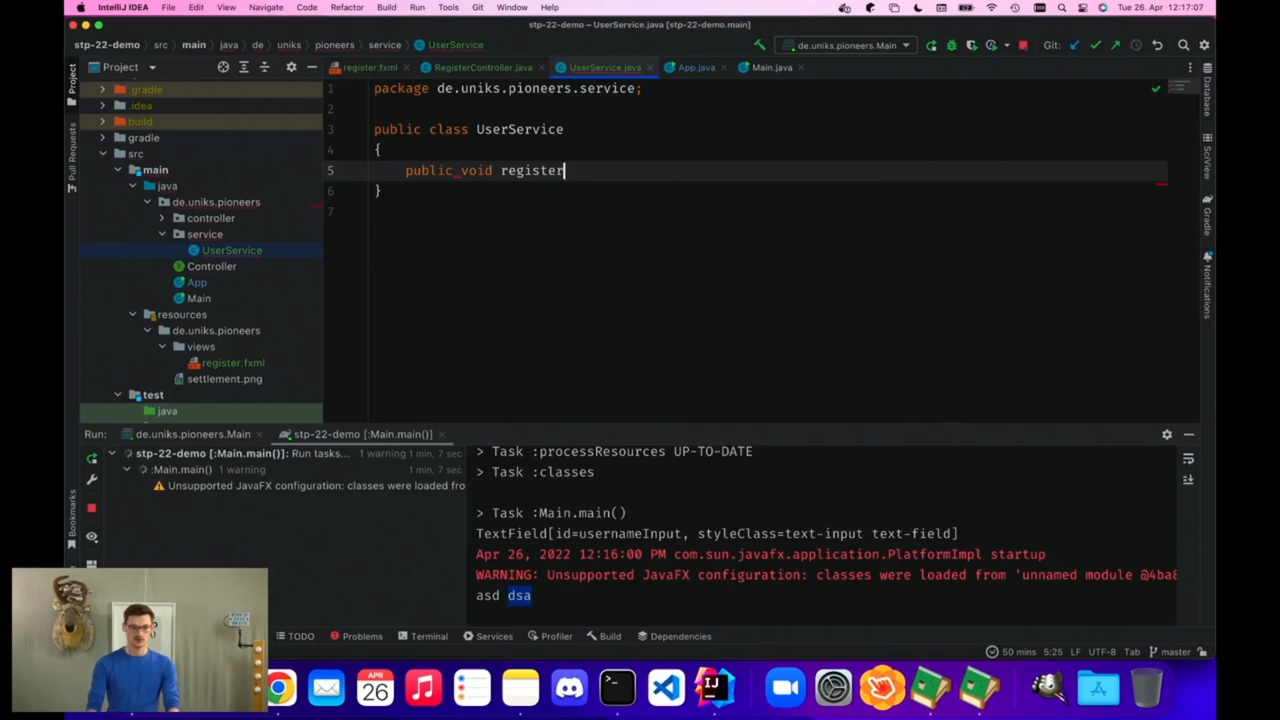 IntelliJ IDEA File Edit View Navigate Code Refactor Build Run Tools Git Window Help Tue 26. Apr 12:17:07
stp-22-demo – UserService.java [stp-22-demo.main]
stp-22-demo src main java de uniks pioneers service UserService
de.uniks.pioneers.Main Git:
Project
register.fxml RegisterController.java UserService.java App.java Main.java
.gradle
.idea
build
gradle
src
main
java
de.uniks.pioneers
controller
service
UserService
Controller
App
Main
resources
de.uniks.pioneers
views
register.fxml
settlement.png
test
java
1 package de.uniks.pioneers.service;
2
3 public class UserService
4 {
5 public void register
6 }
7
Project
Pull Requests
Bookmarks
Database
SciView
Gradle
Notifications
Run: de.uniks.pioneers.Main stp-22-demo [:Main.main()]
stp-22-demo [:Main.main()]: Run tasks... 1 warning 1 min, 7 sec
:Main.main() 1 warning 1 min, 7 sec
Unsupported JavaFX configuration: classes were loaded fro
> Task :processResources UP-TO-DATE
> Task :classes
> Task :Main.main()
TextField[id=usernameInput, styleClass=text-input text-field]
Apr 26, 2022 12:16:00 PM com.sun.javafx.application.PlatformImpl startup
WARNING: Unsupported JavaFX configuration: classes were loaded from 'unnamed module @4ba8
asd dsa
TODO Problems Terminal Services Profiler Build Dependencies
50 mins 5:25 LF UTF-8 Tab master
APR
26